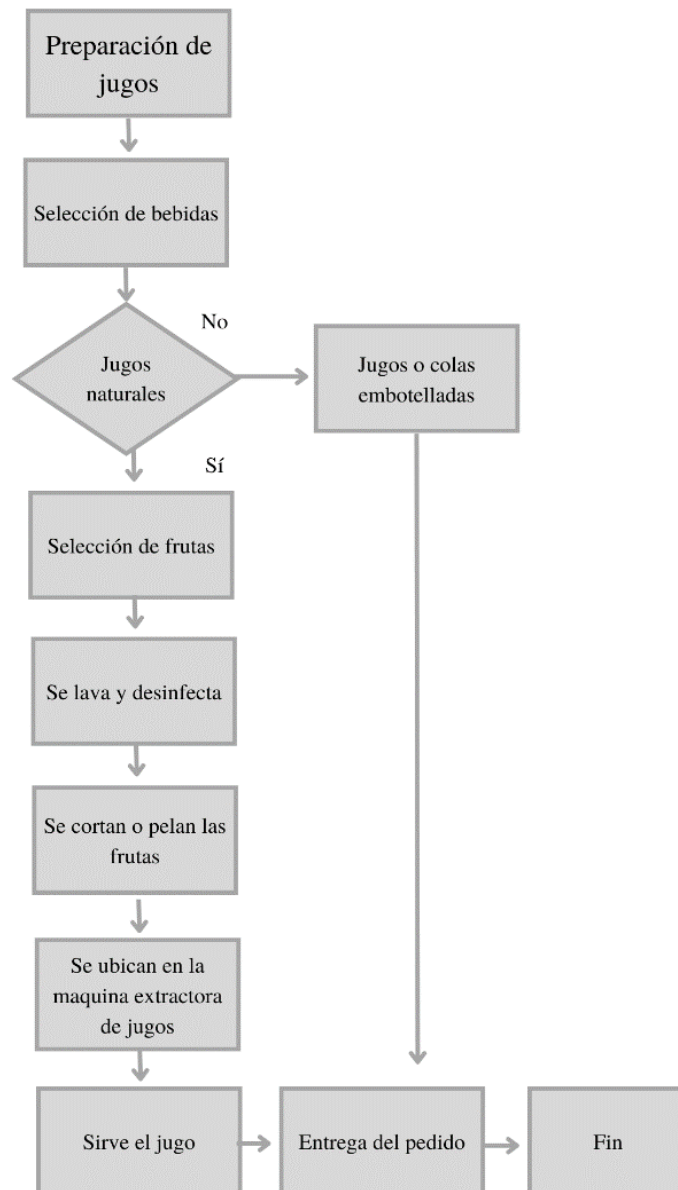 Preparación de
jugos
Selección de bebidas
No
Jugos
naturales
Jugos o colas
embotelladas
Sí
Selección de frutas
Se lava y desinfecta
Se cortan o pelan las
frutas
Se ubican en la
maquina extractora
de jugos
Sirve el jugo
Entrega del pedido
Fin